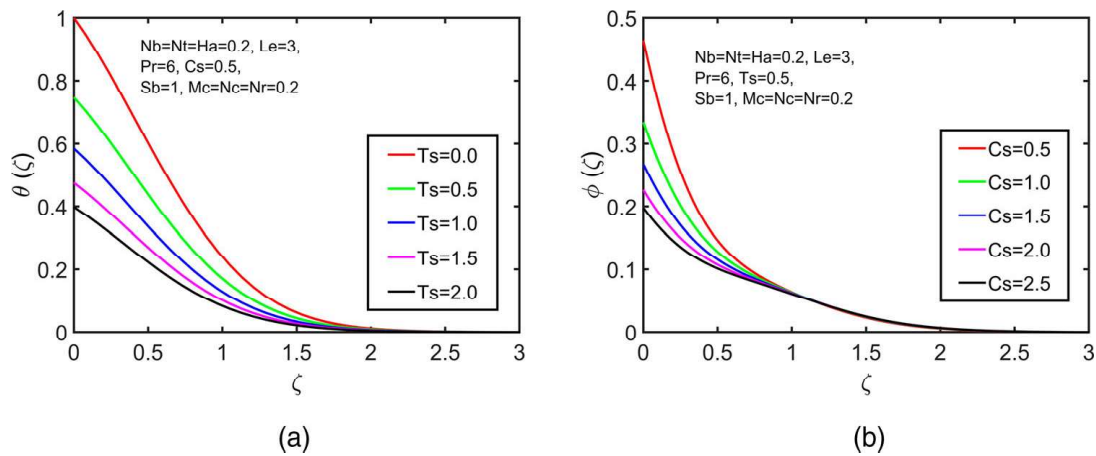 1
0.8
0.6
0.4
0.2
0
θ (ζ)
Nb=Nt=Ha=0.2, Le=3,
Pr=6, Cs=0.5,
Sb=1, Mc=Nc=Nr=0.2
Ts=0.0
Ts=0.5
Ts=1.0
Ts=1.5
Ts=2.0
0 0.5 1 1.5 2 2.5 3
ζ
(a)
0.5
0.4
0.3
0.2
0.1
0
ϕ (ζ)
Nb=Nt=Ha=0.2, Le=3,
Pr=6, Ts=0.5,
Sb=1, Mc=Nc=Nr=0.2
Cs=0.5
Cs=1.0
Cs=1.5
Cs=2.0
Cs=2.5
0 0.5 1 1.5 2 2.5 3
ζ
(b)